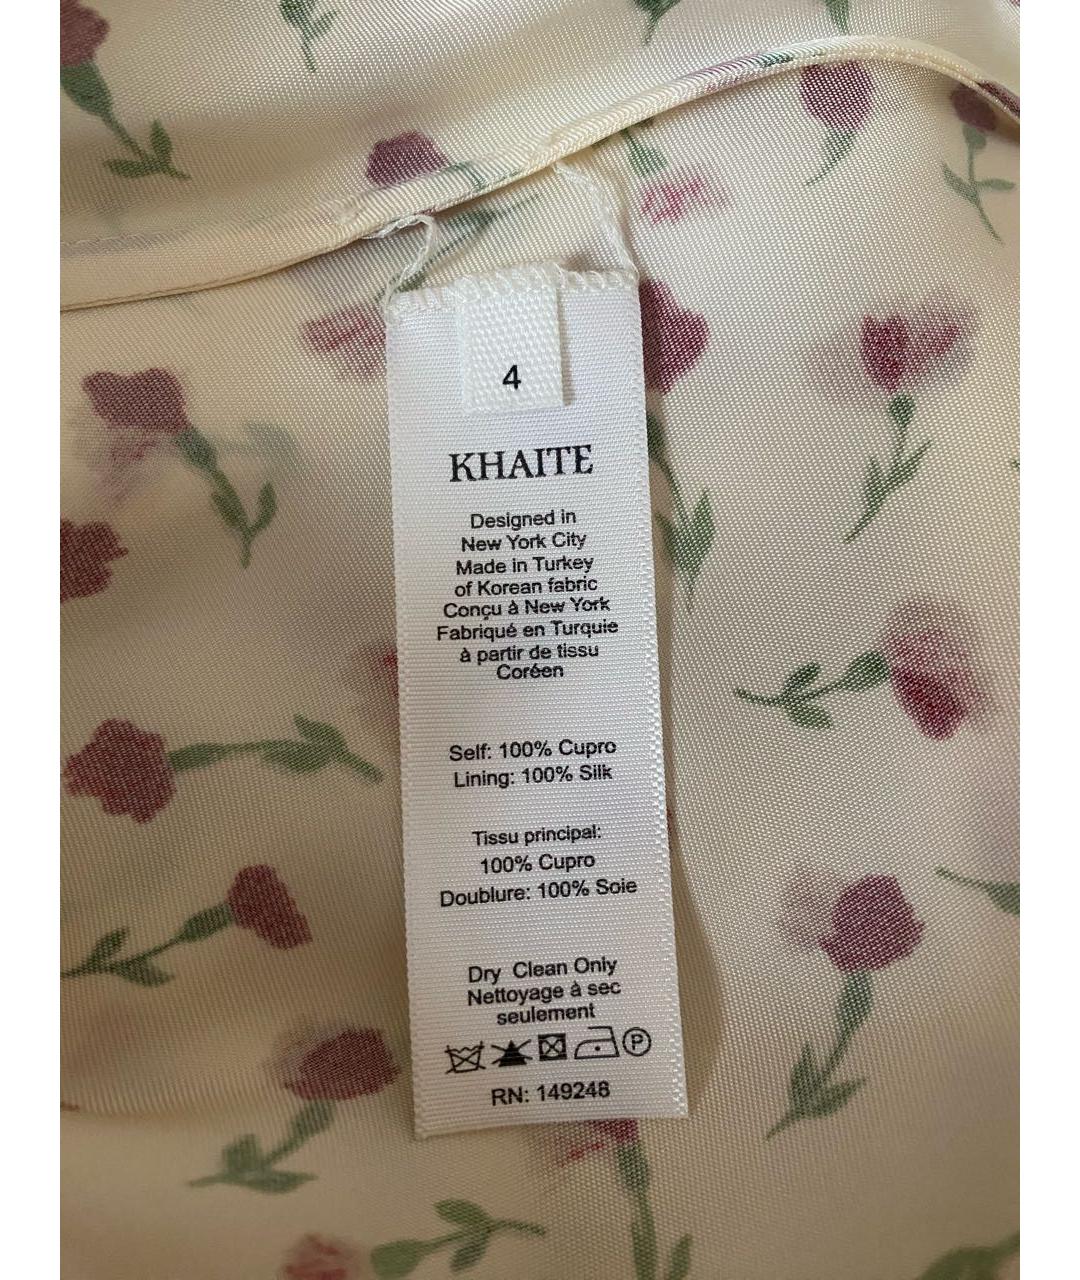 4
KHAITE
Designed in
New York City
Made in Turkey
of Korean fabric
Conçu à New York
Fabriqué en Turquie
à partir de tissu
Coréen
Self: 100% Cupro
Lining: 100% Silk
Tissu principal:
100% Cupro
Doublure: 100% Soie
Dry Clean Only
Nettoyage à sec
seulement
P
RN: 149248